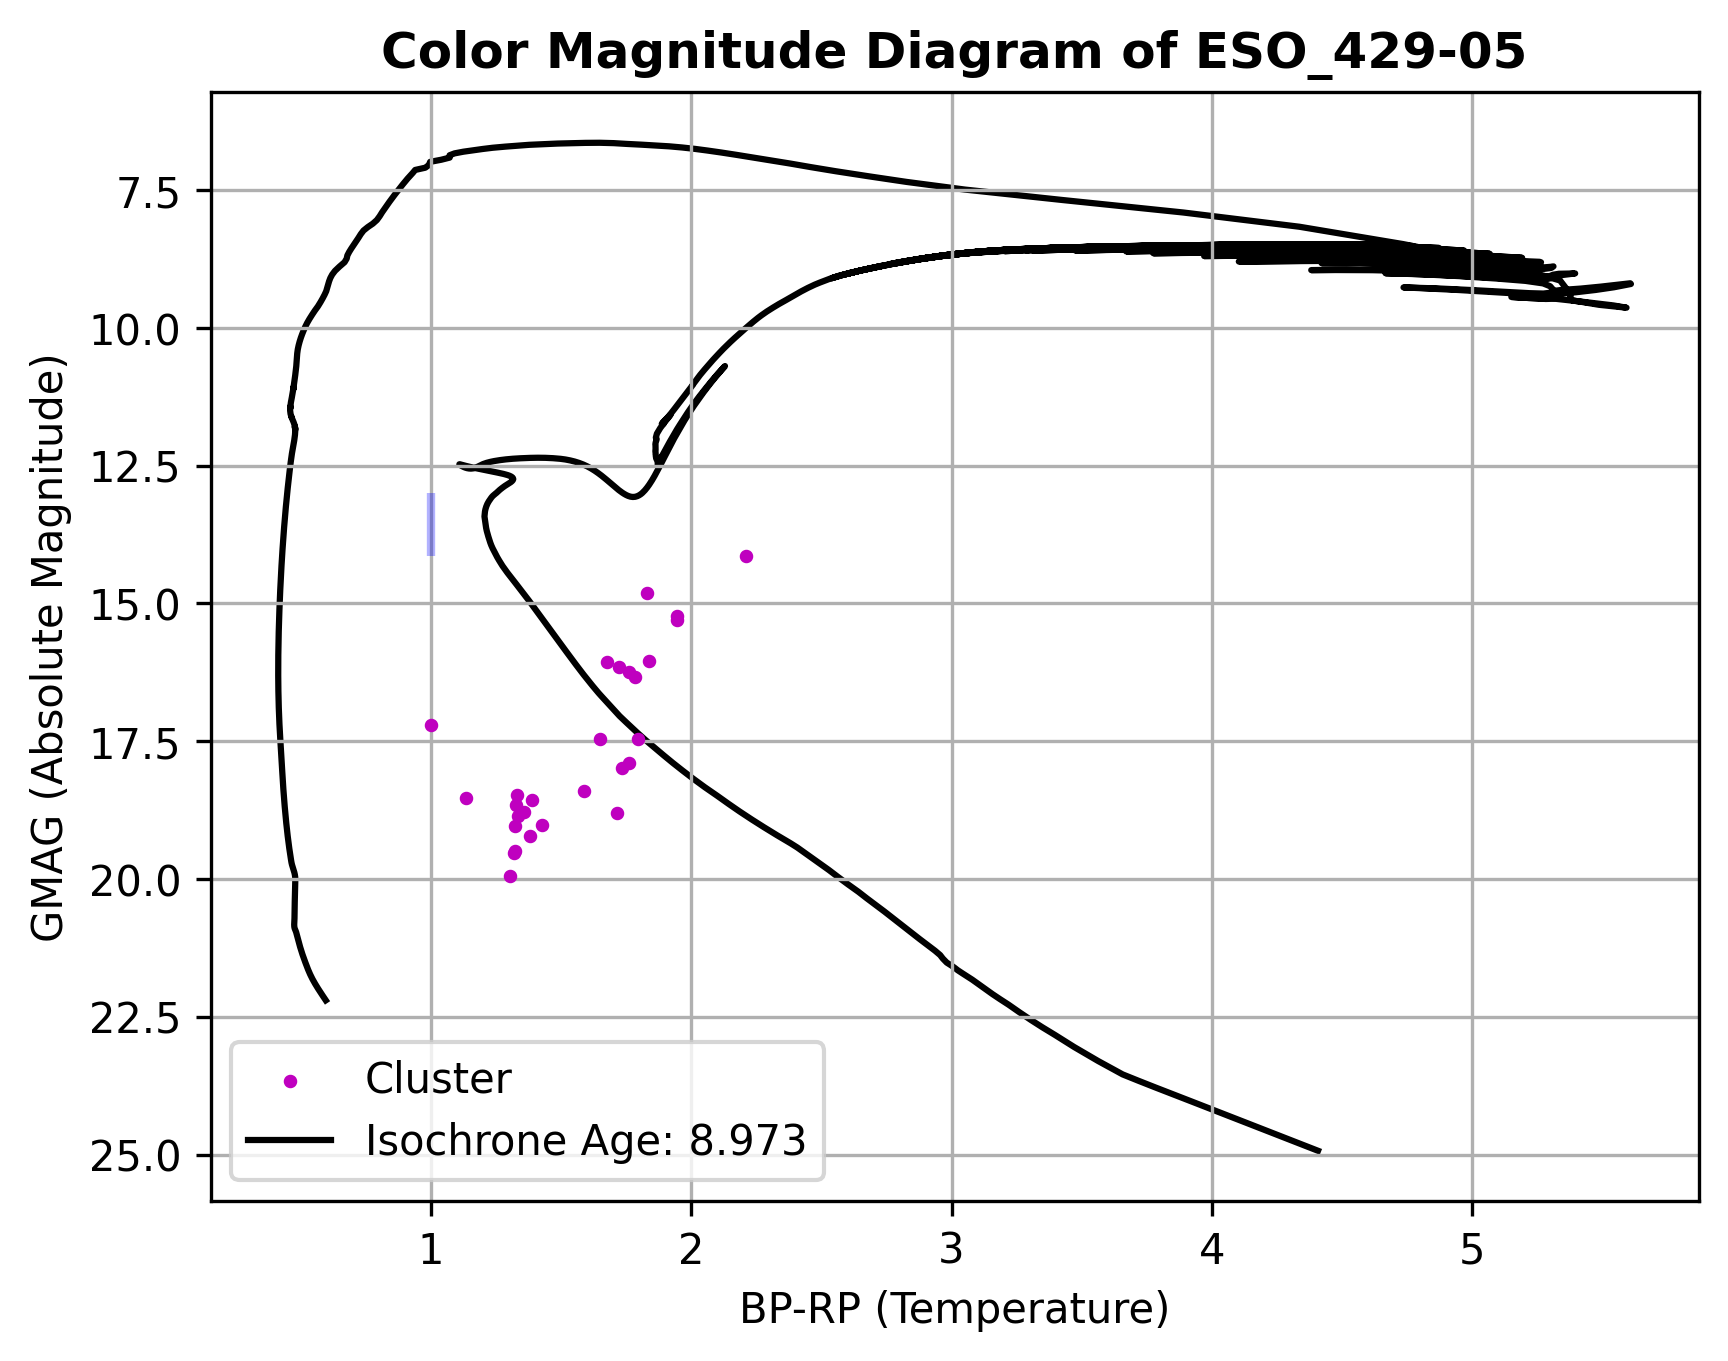 Color Magnitude Diagram of ESO_429-05
GMAG (Absolute Magnitude)
7.5
10.0
12.5
15.0
17.5
20.0
22.5
25.0
Cluster
Isochrone Age: 8.973
1 2 3 4 5
BP-RP (Temperature)